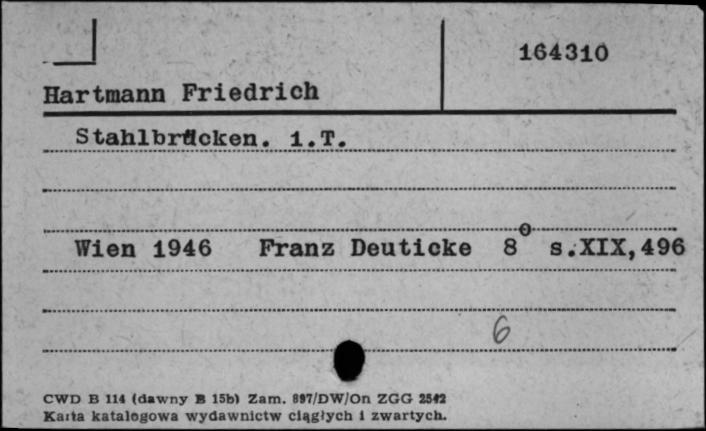 164310
Hartmann Friedrich
Stahlbrücken. 1.T.
Wien 1946 Franz Deuticke 8° s.XIX,496
6
CWD B 114 (dawny B 15b) Zam. 897/DW/On ZGG 2542
Karta katalogowa wydawnictw ciągłych i zwartych.